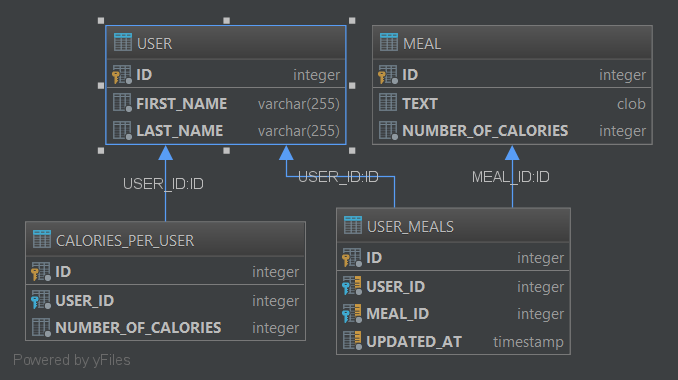 USER
ID integer
FIRST_NAME varchar(255)
LAST_NAME varchar(255)
MEAL
ID integer
TEXT clob
NUMBER_OF_CALORIES integer
USER_ID:ID
USER_ID:ID
MEAL_ID:ID
CALORIES_PER_USER
ID integer
USER_ID integer
NUMBER_OF_CALORIES integer
USER_MEALS
ID integer
USER_ID integer
MEAL_ID integer
UPDATED_AT timestamp
Powered by yFiles